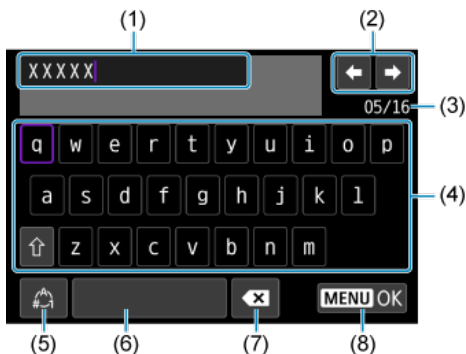 (1) (2)
XXXXX
05/16 (3)
q w e r t y u i o p
a s d f g h j k l
(4)
z x c v b n m
MENU OK
(5) (6) (7) (8)